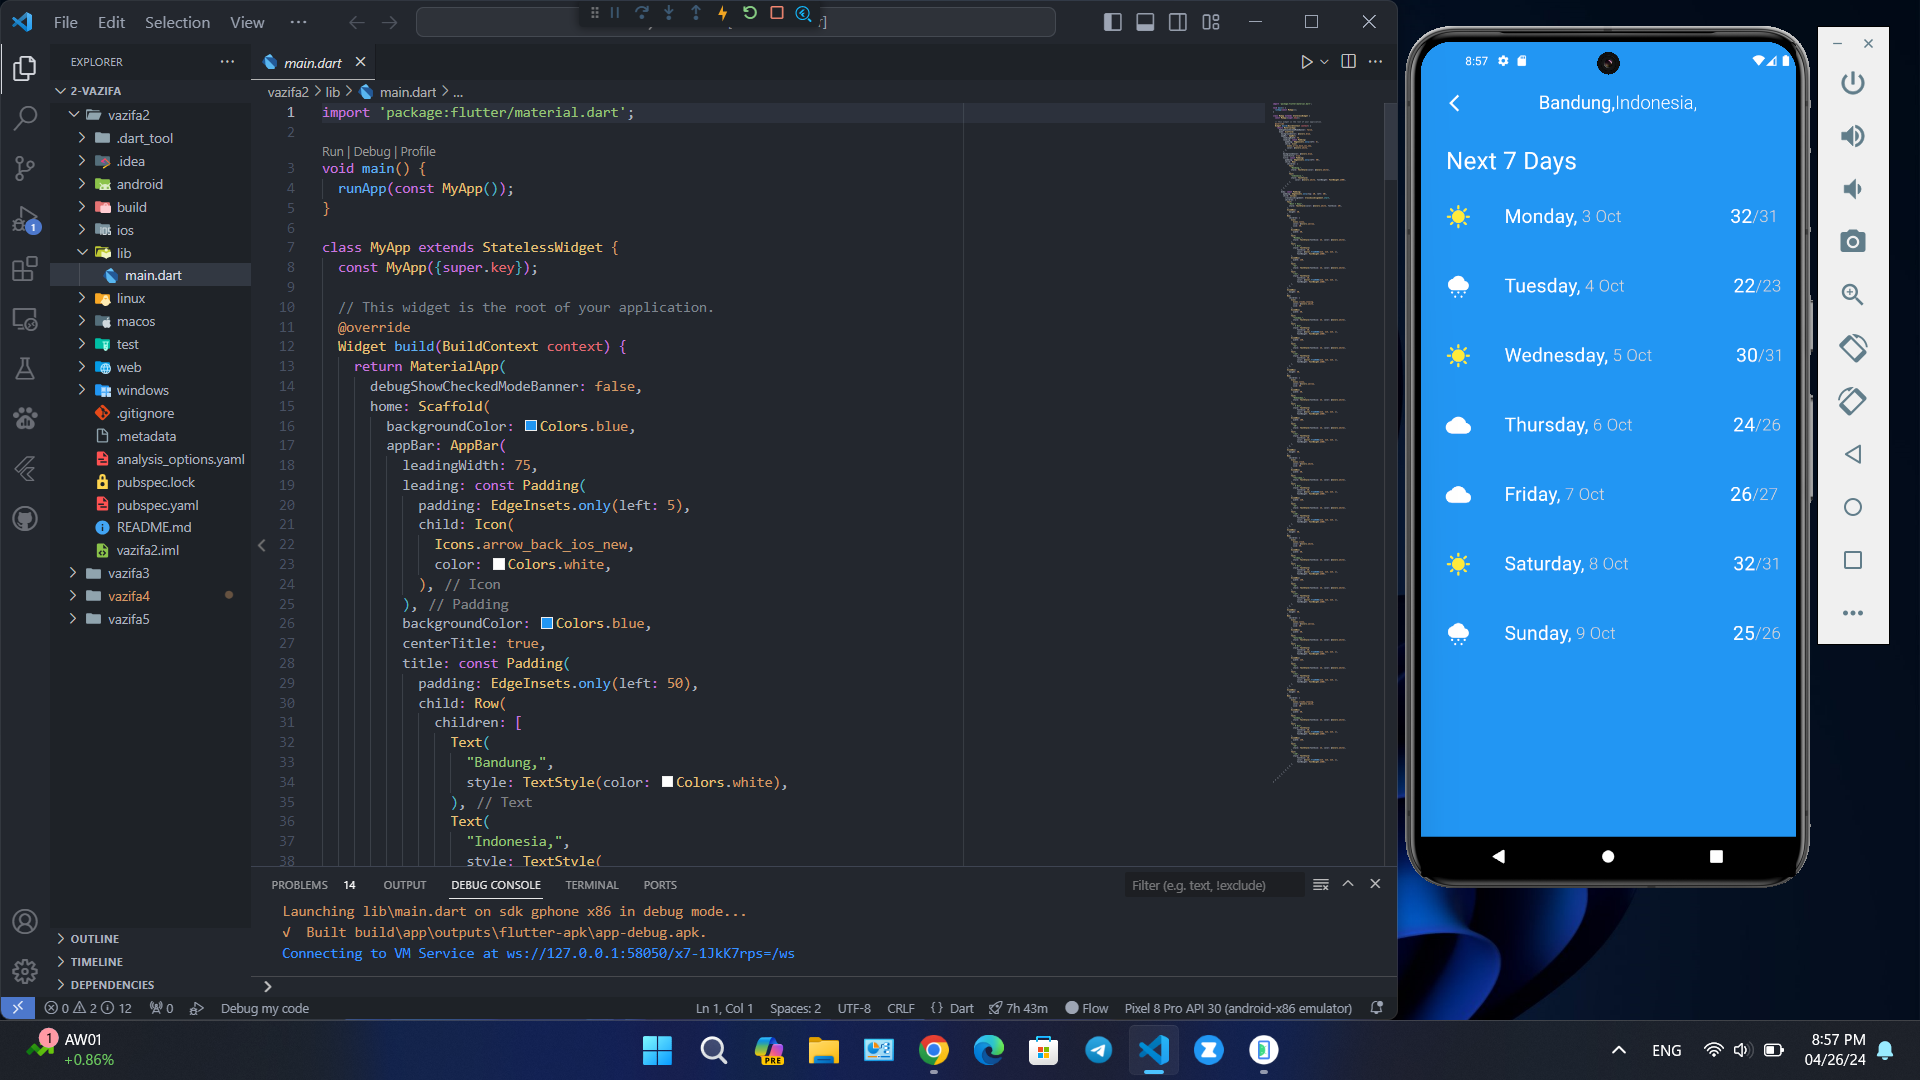 File Edit Selection View ···
EXPLORER ···
2-VAZIFA
vazifa2
.dart_tool
.idea
android
build
ios
lib
main.dart
linux
macos
test
web
windows
.gitignore
.metadata
analysis_options.yaml
pubspec.lock
pubspec.yaml
README.md
vazifa2.iml
vazifa3
vazifa4
vazifa5
OUTLINE
TIMELINE
DEPENDENCIES
main.dart
vazifa2 > lib > main.dart > ...
1 import 'package:flutter/material.dart';
2
Run | Debug | Profile
3 void main() {
4 runApp(const MyApp());
5 }
6
7 class MyApp extends StatelessWidget {
8 const MyApp({super.key});
9
10 // This widget is the root of your application.
11 @override
12 Widget build(BuildContext context) {
13 return MaterialApp(
14 debugShowCheckedModeBanner: false,
15 home: Scaffold(
16 backgroundColor: Colors.blue,
17 appBar: AppBar(
18 leadingWidth: 75,
19 leading: const Padding(
20 padding: EdgeInsets.only(left: 5),
21 child: Icon(
22 Icons.arrow_back_ios_new,
23 color: Colors.white,
24 ), // Icon
25 ), // Padding
26 backgroundColor: Colors.blue,
27 centerTitle: true,
28 title: const Padding(
29 padding: EdgeInsets.only(left: 50),
30 child: Row(
31 children: [
32 Text(
33 "Bandung,",
34 style: TextStyle(color: Colors.white),
35 ), // Text
36 Text(
37 "Indonesia,",
38 style: TextStyle(
PROBLEMS 14 OUTPUT DEBUG CONSOLE TERMINAL PORTS
Filter (e.g. text, !exclude)
Launching lib\main.dart on sdk gphone x86 in debug mode...
√ Built build\app\outputs\flutter-apk\app-debug.apk.
Connecting to VM Service at ws://127.0.0.1:58050/x7-1JkK7rps=/ws
0 2 12 0 Debug my code
Ln 1, Col 1 Spaces: 2 UTF-8 CRLF {} Dart 7h 43m Flow Pixel 8 Pro API 30 (android-x86 emulator)
8:57
Bandung,Indonesia,
Next 7 Days
Monday, 3 Oct 32/31
Tuesday, 4 Oct 22/23
Wednesday, 5 Oct 30/31
Thursday, 6 Oct 24/26
Friday, 7 Oct 26/27
Saturday, 8 Oct 32/31
Sunday, 9 Oct 25/26
1
1
AW01
+0.86%
PRE
ENG
8:57 PM
04/26/24